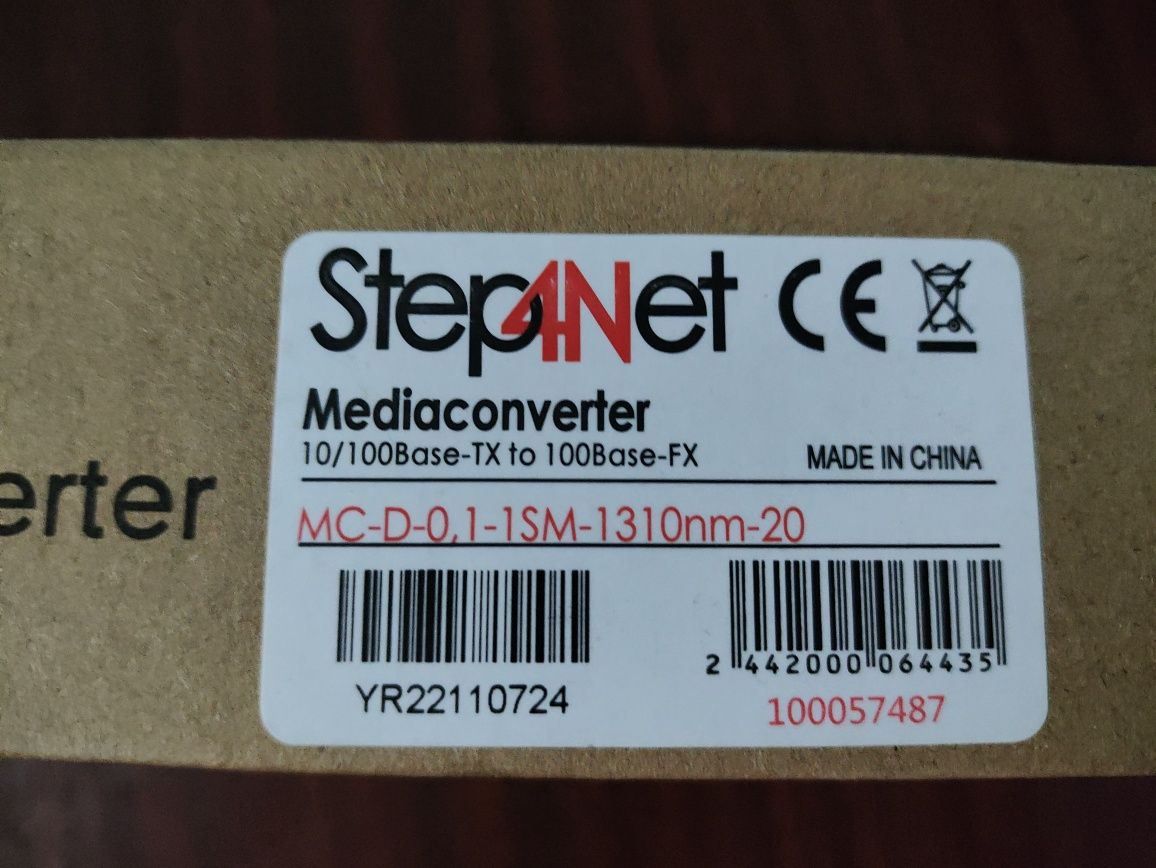 Step4Net CE
Mediaconverter
10/100Base-TX to 100Base-FX MADE IN CHINA
erter
MC-D-0,1-1SM-1310nm-20
YR22110724
2 442000 064435
100057487